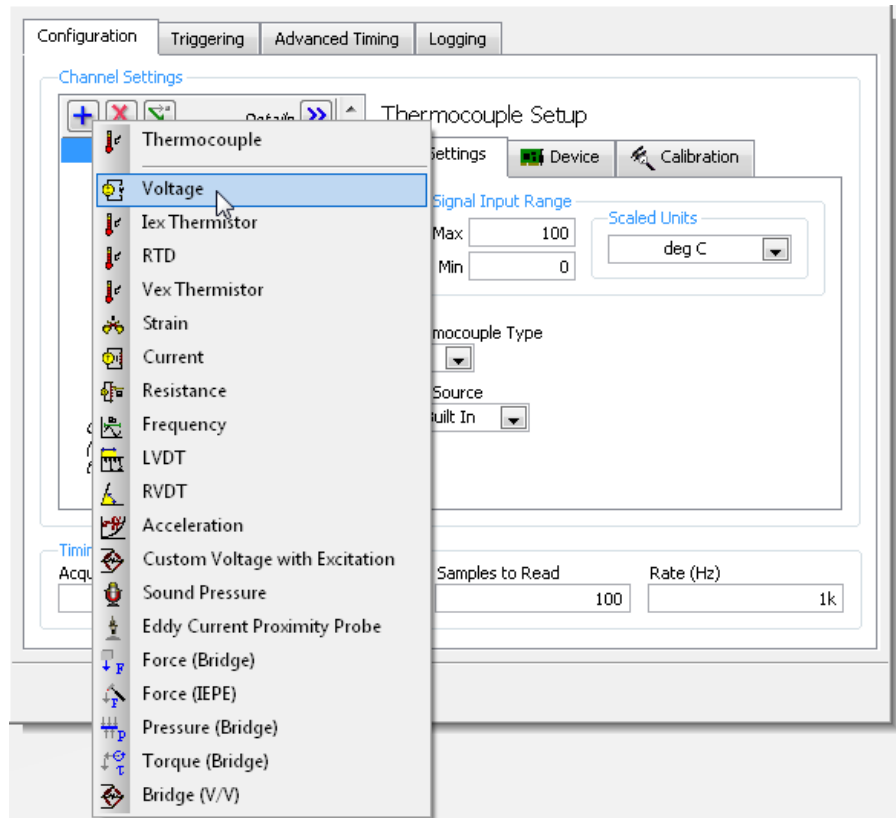 Configuration
Triggering
Advanced Timing
Logging
Channel Settings
Details
Thermocouple Setup
Settings
Device
Calibration
Signal Input Range
Max
100
Min
0
Scaled Units
deg C
mocouple Type
Source
uilt In
Thermocouple
Voltage
Iex Thermistor
RTD
Vex Thermistor
Strain
Current
Resistance
Frequency
LVDT
RVDT
Acceleration
Custom Voltage with Excitation
Sound Pressure
Eddy Current Proximity Probe
Force (Bridge)
Force (IEPE)
Pressure (Bridge)
Torque (Bridge)
Bridge (V/V)
Timin
Acqu
Samples to Read
100
Rate (Hz)
1k